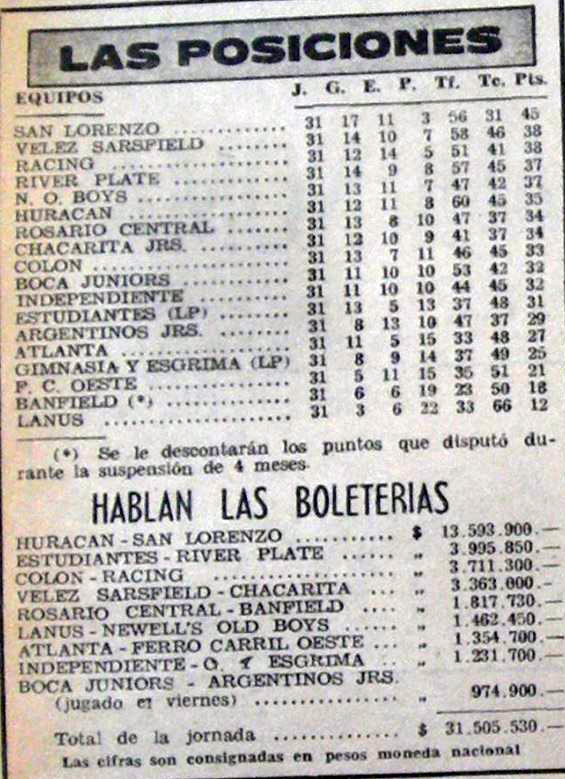 LAS POSICIONES
EQUIPOS J. G. E. P. Tf. Tc. Pts.
SAN LORENZO ............ 31 17 11 3 56 31 45
VELEZ SARSFIELD ....... 31 14 10 7 58 46 38
RACING .................. 31 12 14 5 51 41 38
RIVER PLATE ............ 31 14 9 8 57 45 37
N. O. BOYS .............. 31 13 11 7 47 42 37
HURACAN ................ 31 12 11 8 60 45 35
ROSARIO CENTRAL ....... 31 13 8 10 47 37 34
CHACARITA JRS. ......... 31 12 10 9 41 37 34
COLON ................... 31 13 7 11 46 45 33
BOCA JUNIORS ........... 31 11 10 10 53 42 32
INDEPENDIENTE ......... 31 11 10 10 44 45 32
ESTUDIANTES (LP) ...... 31 13 5 13 37 48 31
ARGENTINOS JRS. ....... 31 8 13 10 47 37 29
ATLANTA ................ 31 11 5 15 33 48 27
GIMNASIA Y ESGRIMA (LP) 31 8 9 14 37 49 25
F. C. OESTE ............. 31 5 11 15 35 51 21
BANFIELD (*) ............ 31 6 6 19 23 50 18
LANUS ................... 31 3 6 22 33 66 12
(*) Se le descontarán los puntos que disputó du-
rante la suspensión de 4 meses.
HABLAN LAS BOLETERIAS
HURACAN - SAN LORENZO ........... $ 13.593.900.—
ESTUDIANTES - RIVER PLATE ...... „ 3.995.850.—
COLON - RACING .................. „ 3.711.300.—
VELEZ SARSFIELD - CHACARITA ... „ 3.363.000.—
ROSARIO CENTRAL - BANFIELD .... „ 1.817.730.—
LANUS - NEWELL'S OLD BOYS ...... „ 1.462.450.—
ATLANTA - FERRO CARRIL OESTE ... „ 1.354.700.—
INDEPENDIENTE - G. Y ESGRIMA .. „ 1.231.700.—
BOCA JUNIORS - ARGENTINOS JRS.
(jugado el viernes) ............... „ 974.900.—
Total de la jornada .............. $ 31.505.530.—
Las cifras son consignadas en pesos moneda nacional